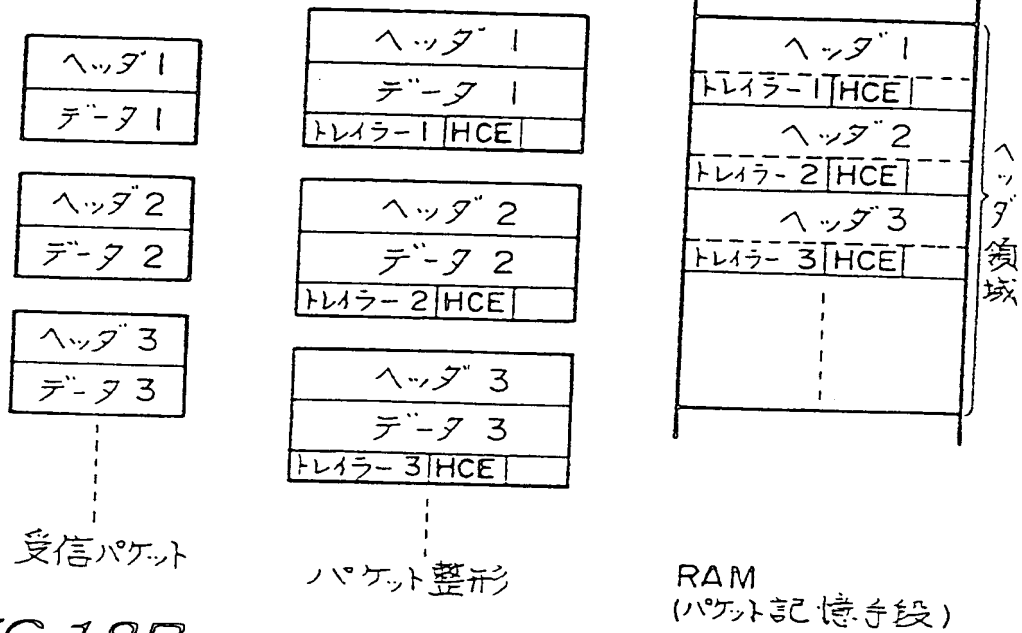 ヘッダ 1
データ 1
ヘッダ 2
データ 2
ヘッダ 3
データ 3
受信パケット
ヘッダ 1
データ 1
トレイラー 1 HCE
ヘッダ 2
データ 2
トレイラー 2 HCE
ヘッダ 3
データ 3
トレイラー 3 HCE
パケット整形
ヘッダ 1
トレイラー 1 HCE
ヘッダ 2
トレイラー 2 HCE
ヘッダ 3
トレイラー 3 HCE
ヘッダ領域
RAM
(パケット記憶手段)